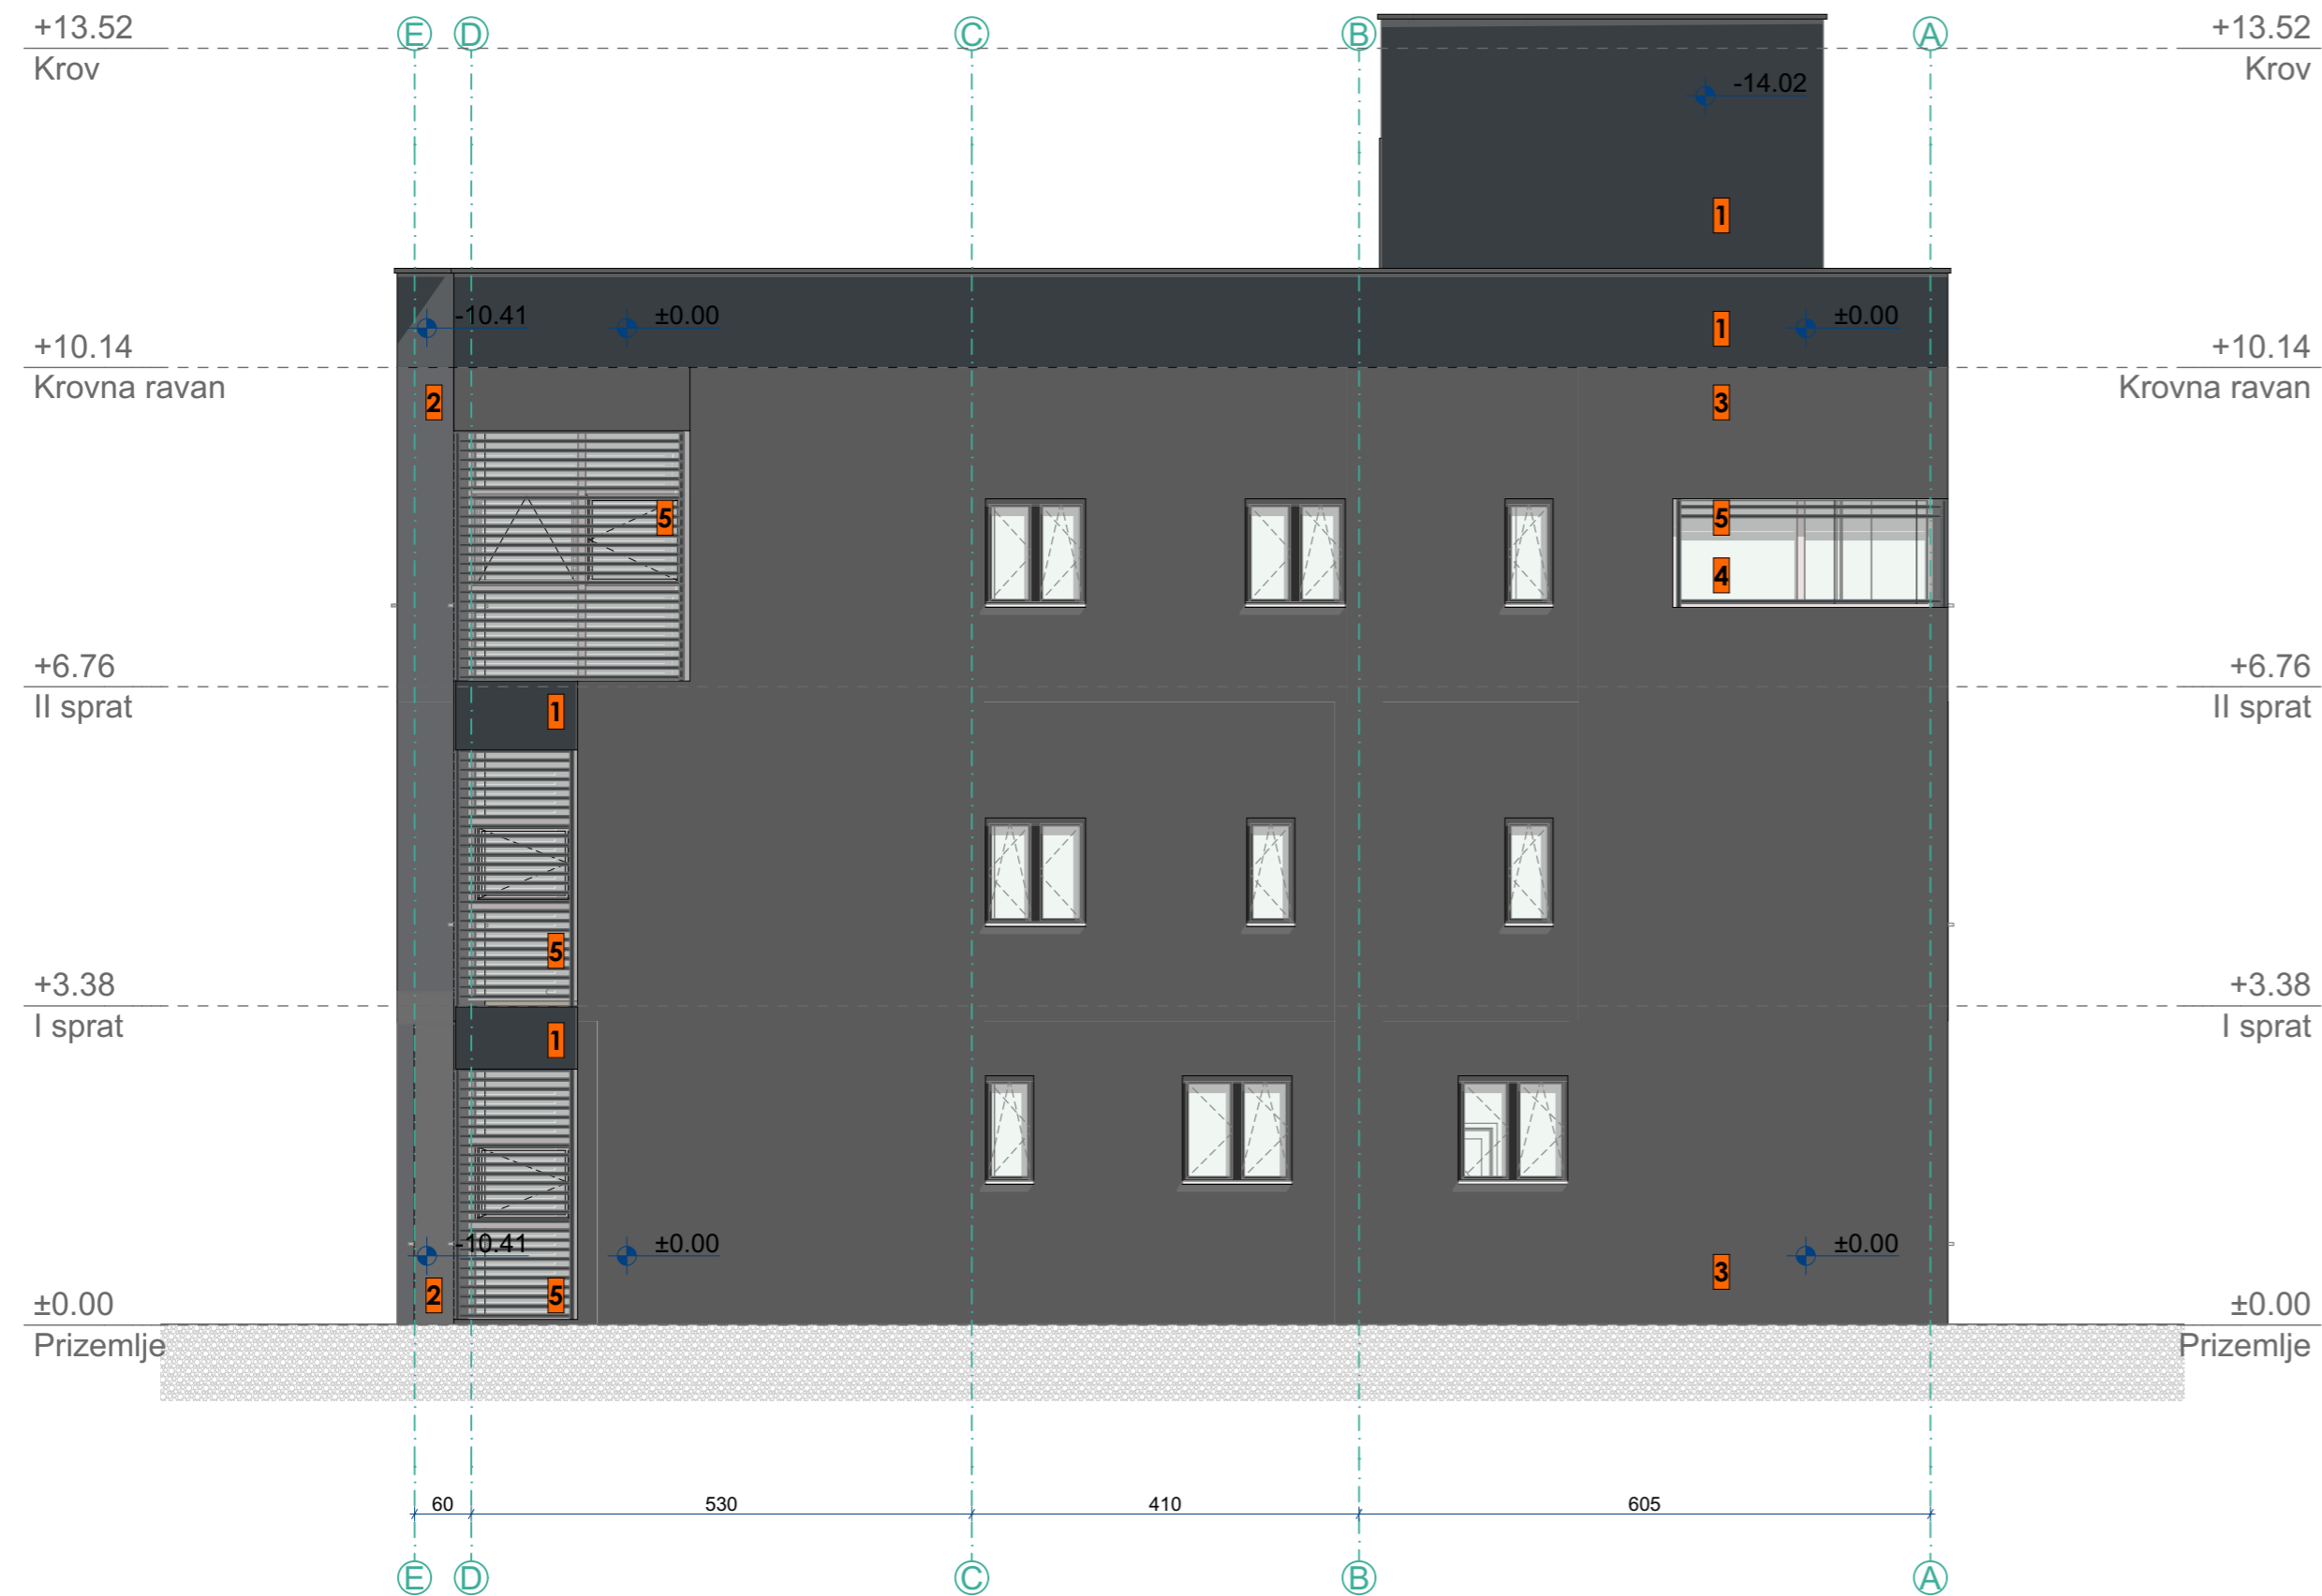 +13.52
Krov
E
D
C
B
A
+13.52
Krov
-14.02
1
-10.41
±0.00
1
±0.00
+10.14
Krovna ravan
+10.14
Krovna ravan
2
3
5
5
4
+6.76
II sprat
+6.76
II sprat
1
5
+3.38
I sprat
+3.38
I sprat
1
-10.41
±0.00
3
±0.00
2
5
±0.00
Prizemlje
±0.00
Prizemlje
60
530
410
605
E
D
C
B
A